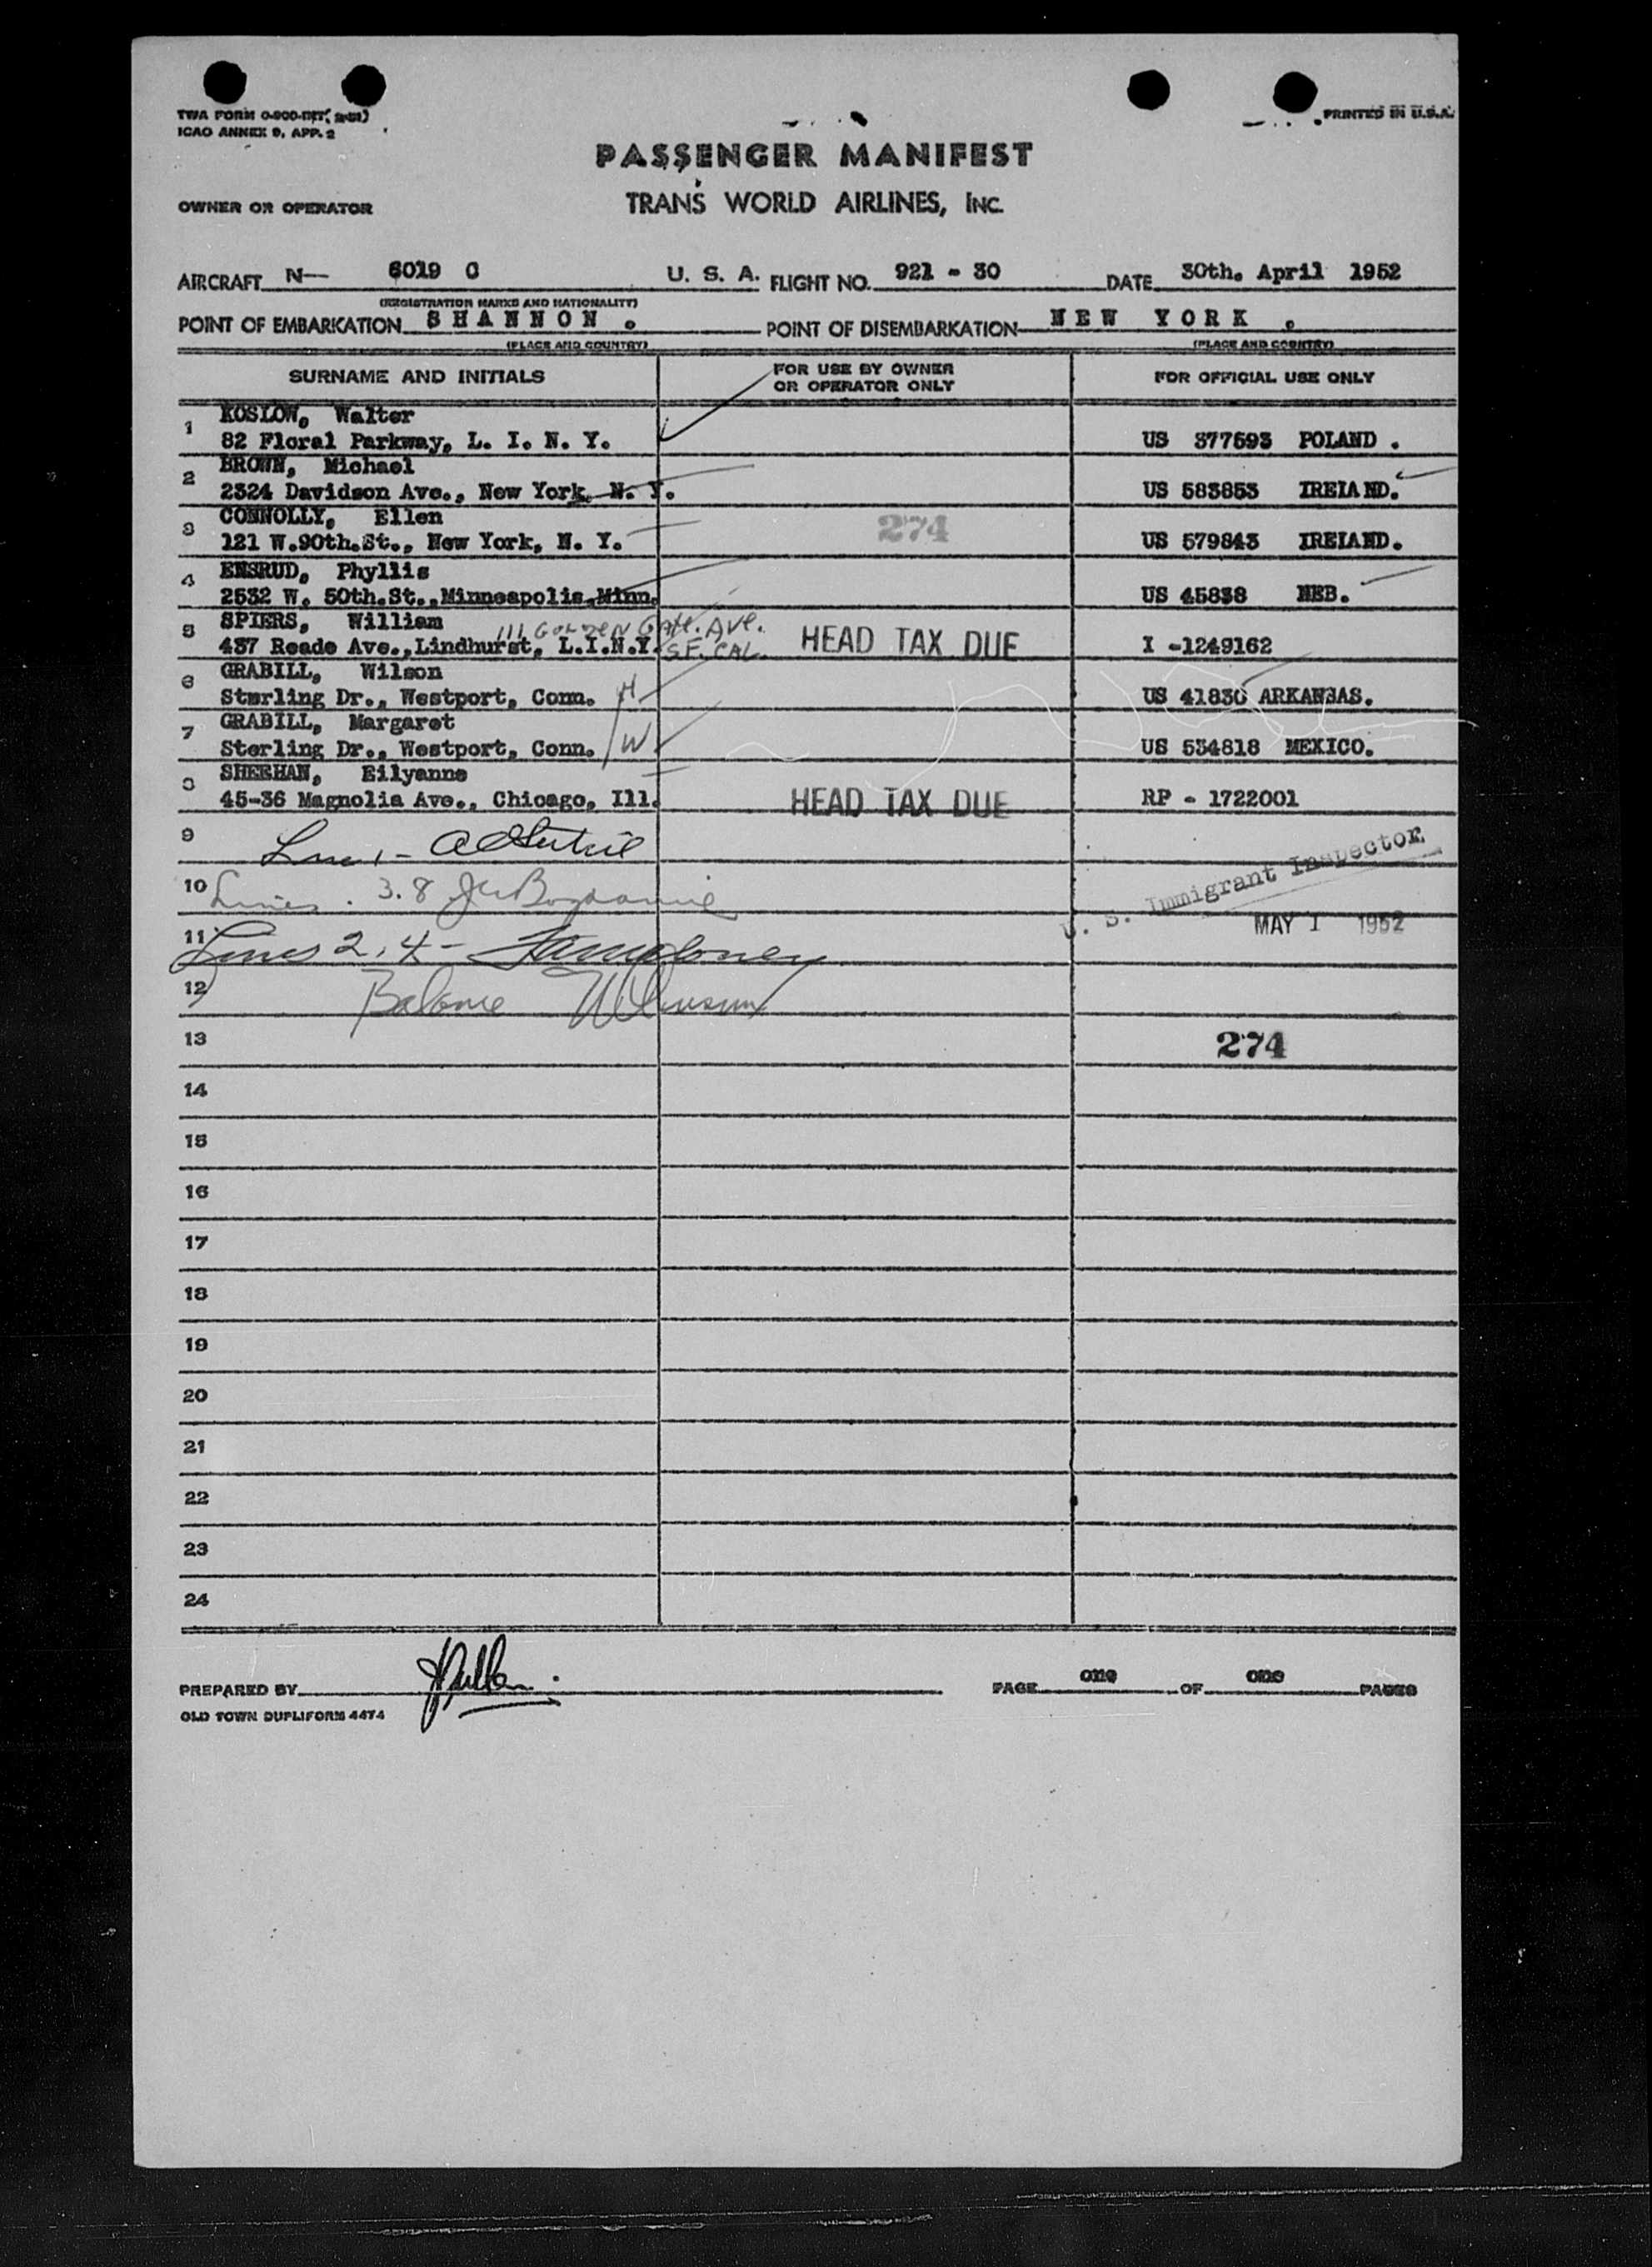 TWA FORM O-900-INT( 2-51)
ICAO ANNEX 9, APP. 2
PRINTED IN U.S.A.
PASSENGER MANIFEST
OWNER OR OPERATOR
TRANS WORLD AIRLINES, INC.
AIRCRAFT N— 6019 C U. S. A. FLIGHT NO. 921 - 30 DATE 30th. April 1952
(REGISTRATION MARKS AND NATIONALITY)
POINT OF EMBARKATION SHANNON . POINT OF DISEMBARKATION NEW YORK .
(PLACE AND COUNTRY) (PLACE AND COUNTRY)
SURNAME AND INITIALS FOR USE BY OWNER OR OPERATOR ONLY FOR OFFICIAL USE ONLY
1 KOSLOW, Walter
82 Floral Parkway, L. I. N. Y. US 377593 POLAND .
2 BROWN, Michael
2324 Davidson Ave., New York, N. Y. US 583853 IRELAND.
3 CONNOLLY, Ellen 274
121 W.90th.St., New York, N. Y. US 579843 IRELAND.
4 ENSRUD, Phyllis
2532 W. 50th.St.,Minneapolis,Minn. US 45838 NEB.
5 SPIERS, William 111 GOLDEN GATE. AVE.
437 Reade Ave.,Lindhurst, L.I.N.Y. S.F. CAL. HEAD TAX DUE I -1249162
6 GRABILL, Wilson
Sterling Dr., Westport, Conn. H US 41830 ARKANSAS.
7 GRABILL, Margaret
Sterling Dr., Westport, Conn. W US 534818 MEXICO.
8 SHEEHAN, Eilyanne
45-36 Magnolia Ave., Chicago, Ill. HEAD TAX DUE RP - 1722001
9 Line 1 -
U. S. Immigrant Inspector
10 Lines . 3.8
MAY 1 1952
11 Lines 2, 4 -
12 Balance
13 274
14
15
16
17
18
19
20
21
22
23
24
PREPARED BY PAGE one OF one PAGES
OLD TOWN DUPLIFORM 4474